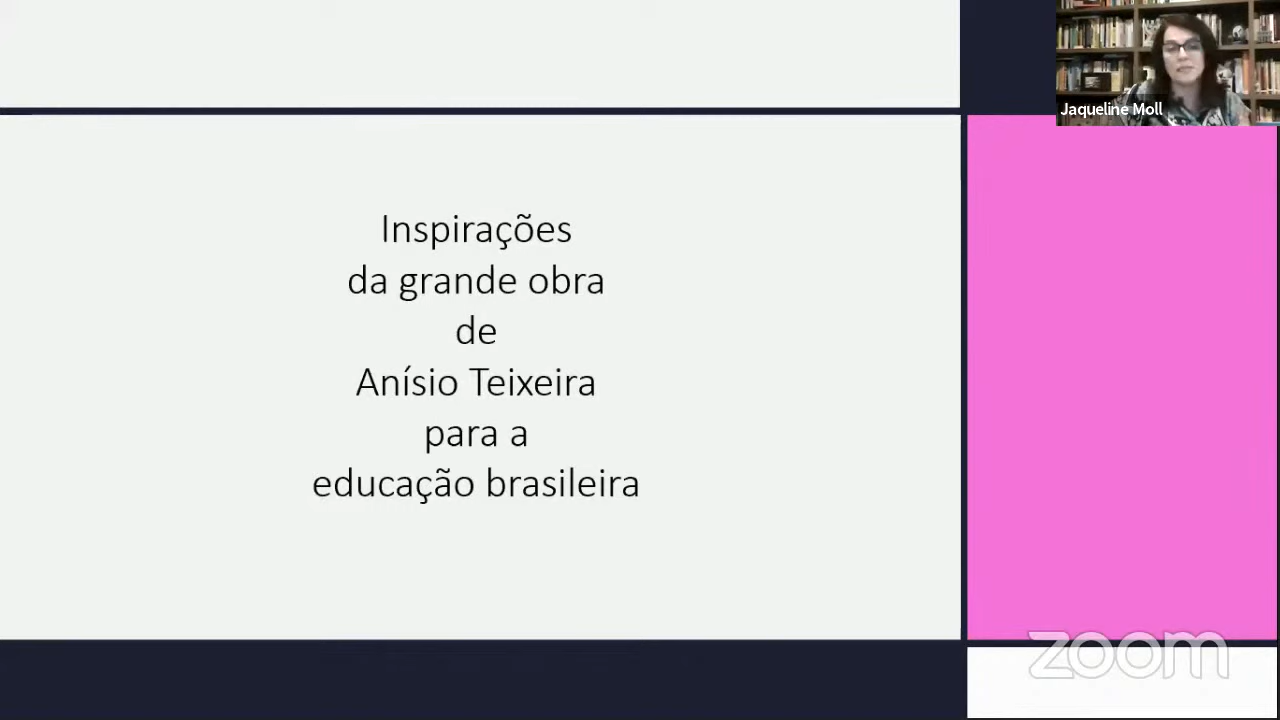 Jaqueline Moll
Inspirações
da grande obra
de
Anísio Teixeira
para a
educação brasileira
zoom